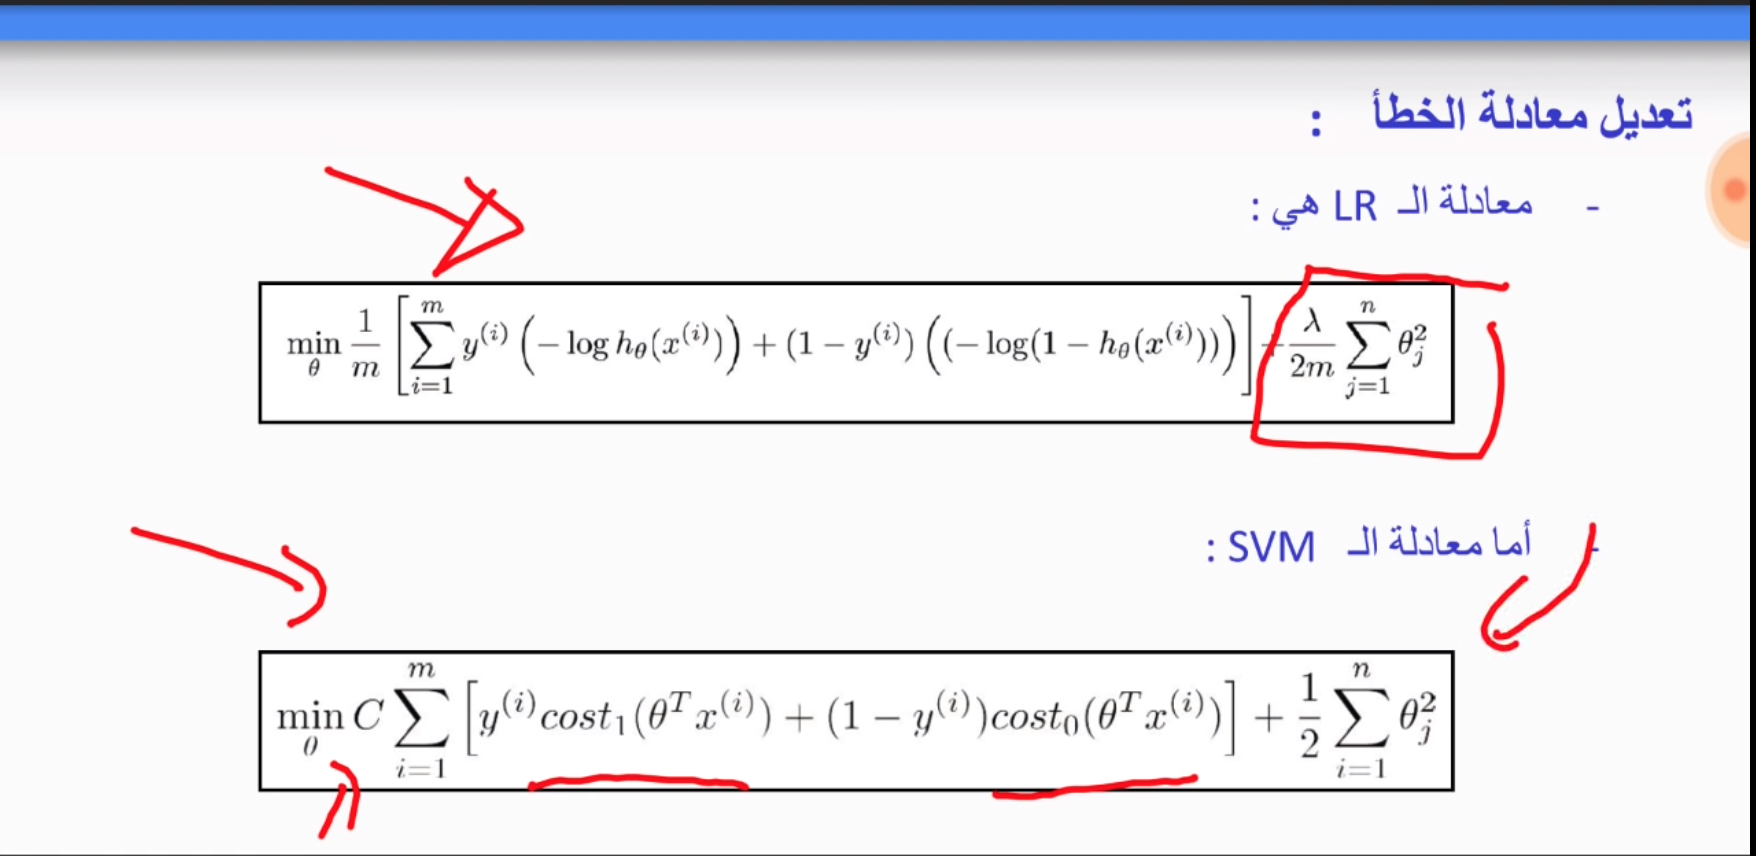 تعديل معادلة الخطأ :
- معادلة الـ LR هي :
$\min_{\theta} \frac{1}{m} \left[ \sum_{i=1}^{m} y^{(i)} \left( -\log h_{\theta}(x^{(i)}) \right) + (1 - y^{(i)}) \left( (-\log(1 - h_{\theta}(x^{(i)}))) \right) \right] + \frac{\lambda}{2m} \sum_{j=1}^{n} \theta_j^2$
- أما معادلة الـ SVM :
$\min_{\theta} C \sum_{i=1}^{m} \left[ y^{(i)} cost_1(\theta^T x^{(i)}) + (1 - y^{(i)}) cost_0(\theta^T x^{(i)}) \right] + \frac{1}{2} \sum_{i=1}^{n} \theta_j^2$